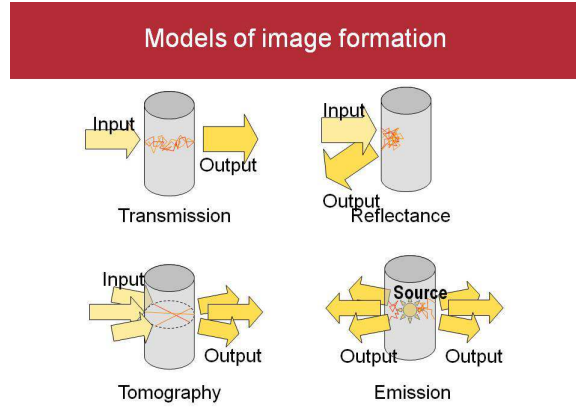 Models of image formation
Input
Output
Transmission
Input
Output
Reflectance
Input
Output
Tomography
Source
Output
Output
Emission